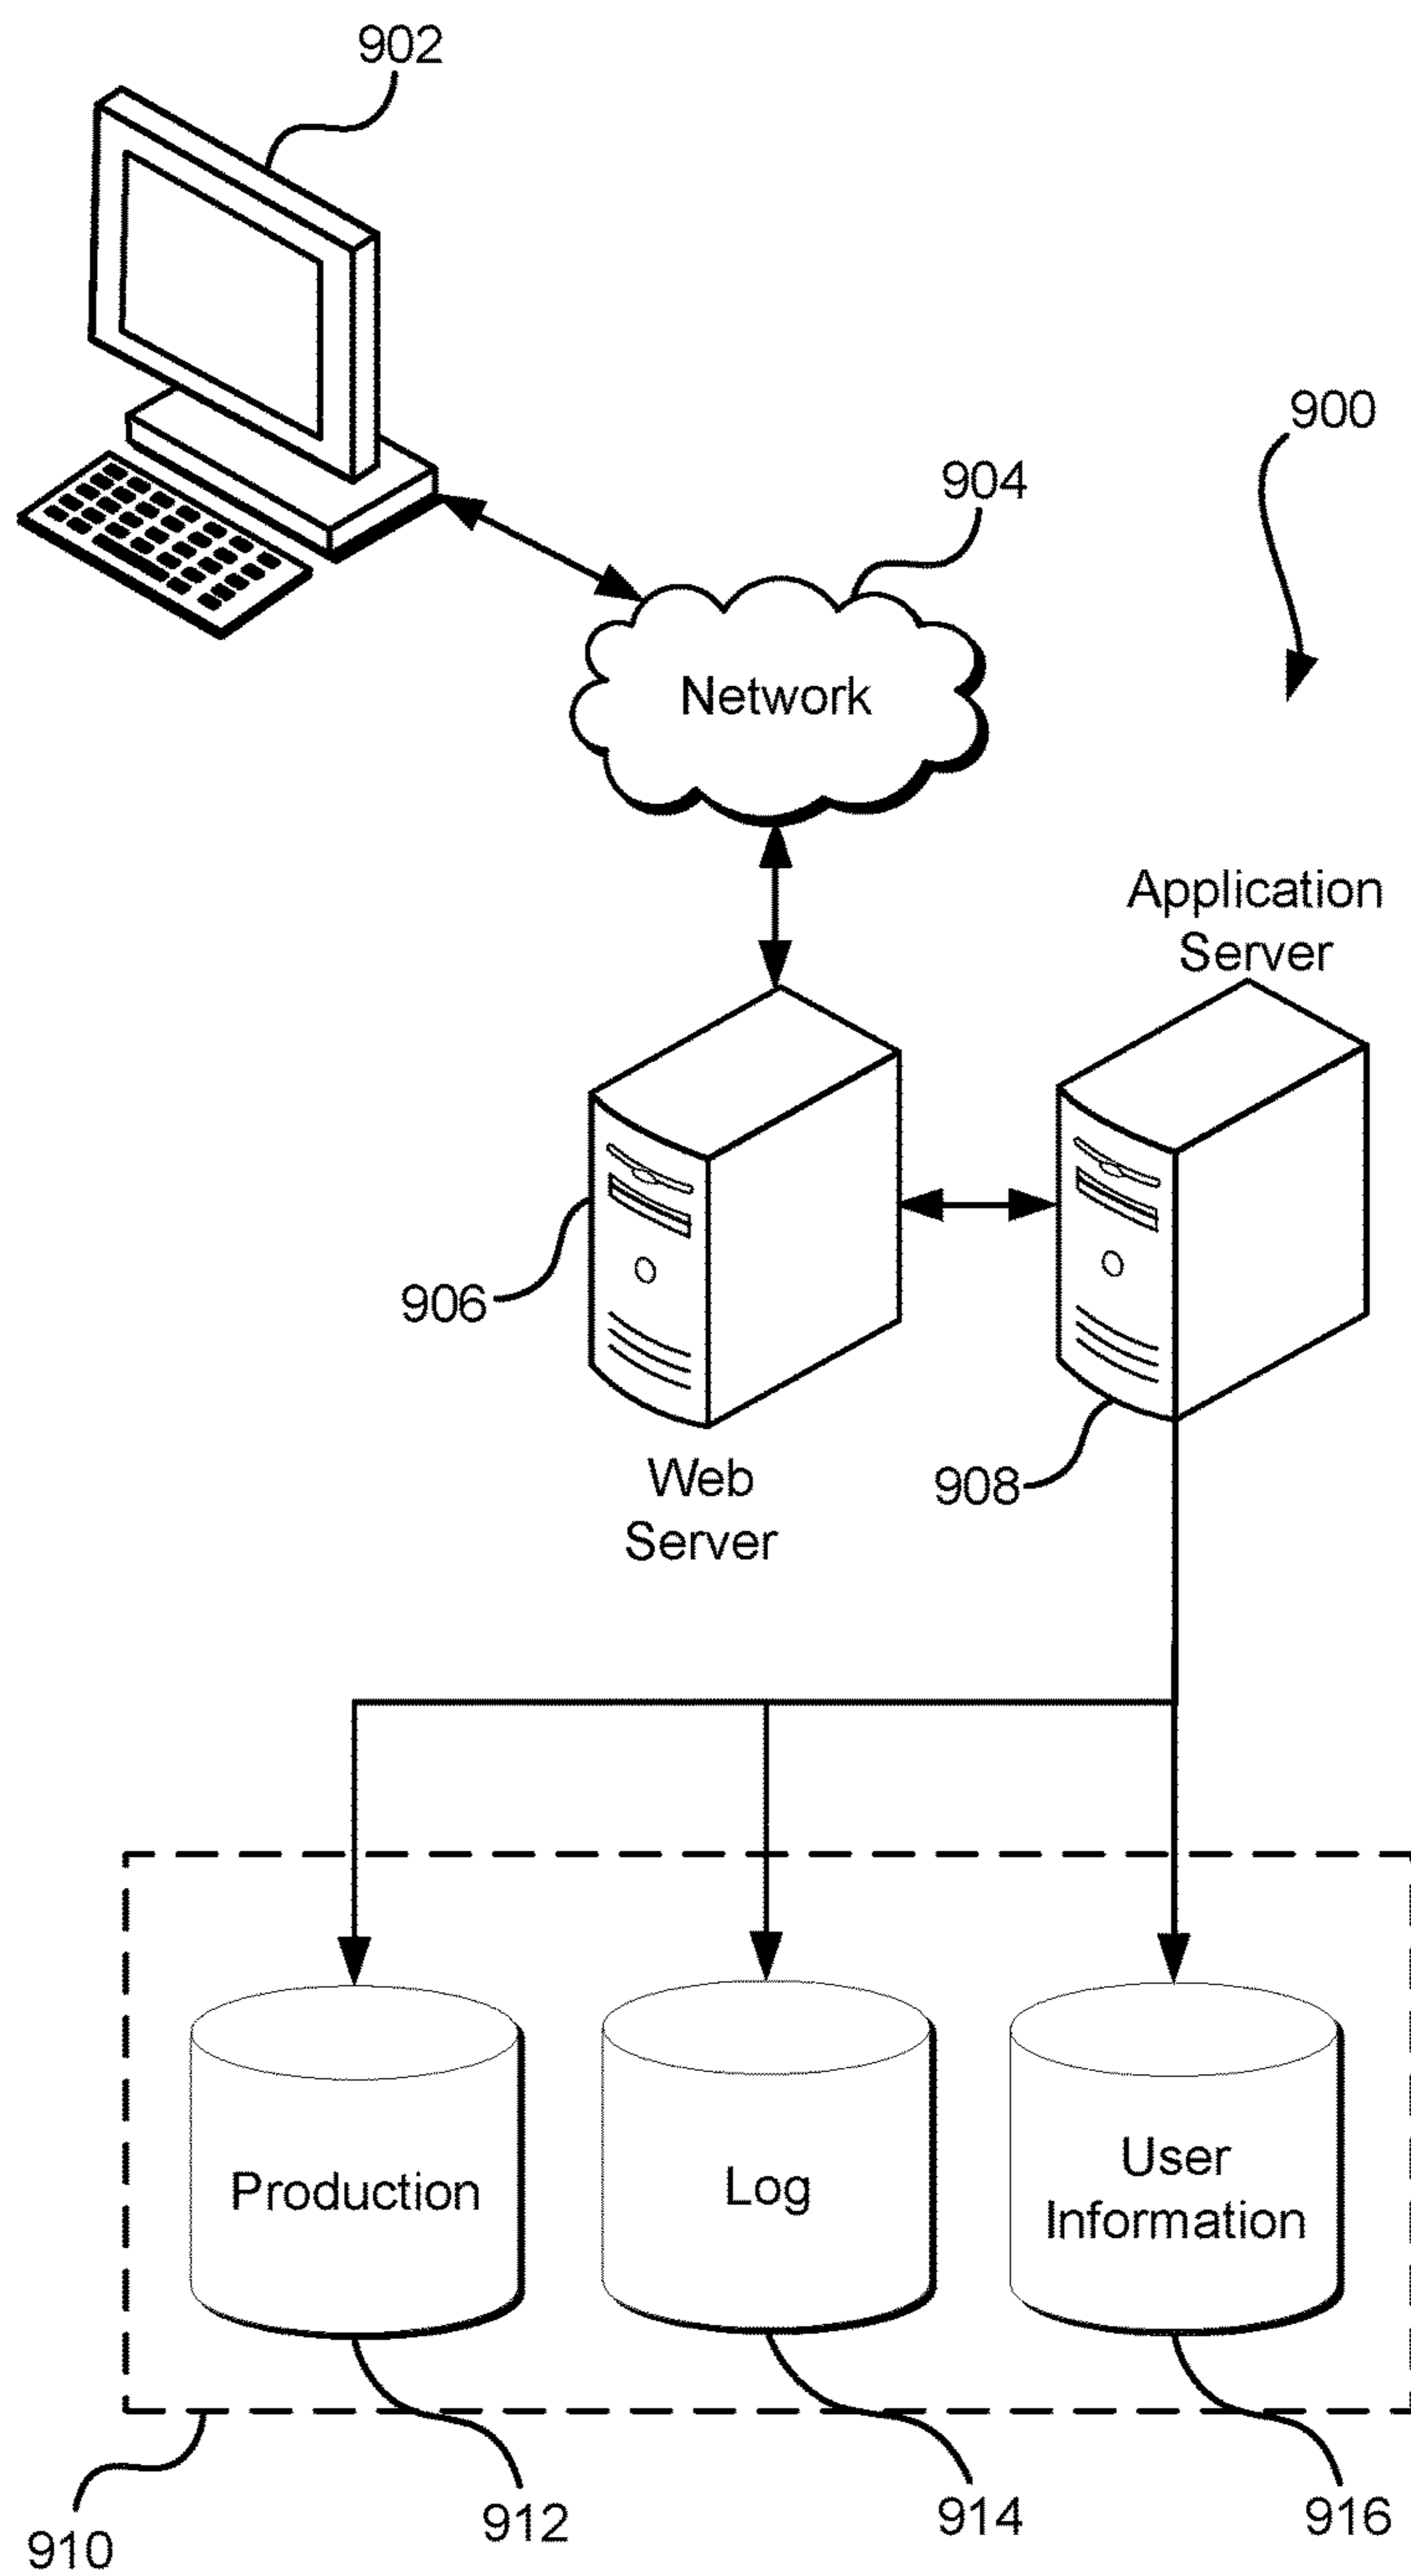 902
900
904
Network
Application
Server
906
908
Web
Server
Production
Log
User
Information
910
912
914
916